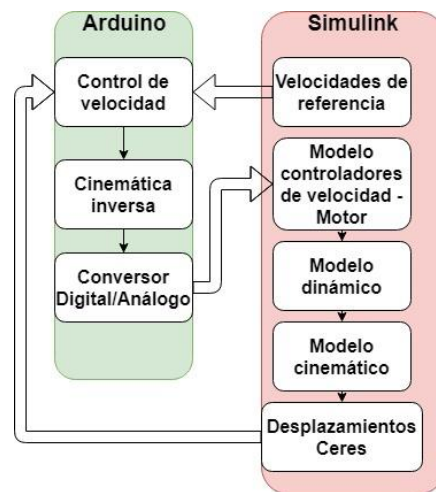 Arduino
Control de
velocidad
Cinemática
inversa
Conversor
Digital/Análogo
Simulink
Velocidades de
referencia
Modelo
controladores
de velocidad -
Motor
Modelo
dinámico
Modelo
cinemático
Desplazamientos
Ceres